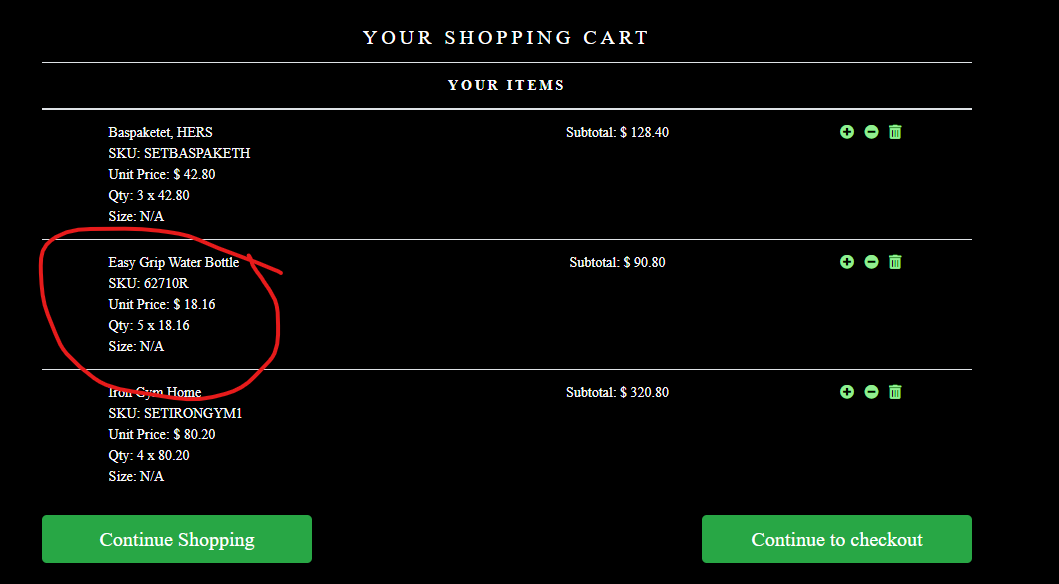 YOUR SHOPPING CART
YOUR ITEMS
Baspaketet, HERS
SKU: SETBASPAKETH
Unit Price: $ 42.80
Qty: 3 x 42.80
Size: N/A
Subtotal: $ 128.40
Easy Grip Water Bottle
SKU: 62710R
Unit Price: $ 18.16
Qty: 5 x 18.16
Size: N/A
Subtotal: $ 90.80
Iron Gym Home
SKU: SETIRONGYM1
Unit Price: $ 80.20
Qty: 4 x 80.20
Size: N/A
Subtotal: $ 320.80
Continue Shopping
Continue to checkout